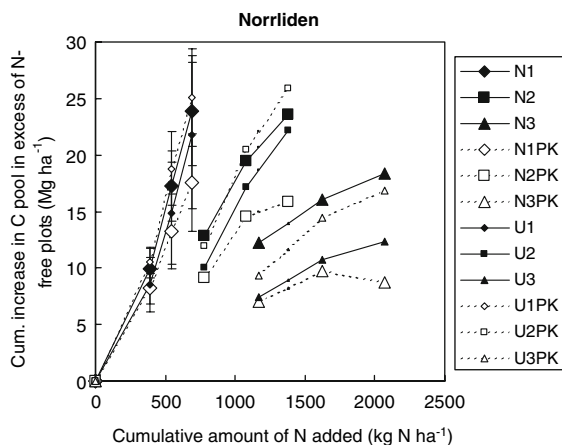 Norrliden
Cum. increase in C pool in excess of N-
free plots (Mg ha⁻¹)
30
25
20
15
10
5
0
0
500
1000
1500
2000
2500
Cumulative amount of N added (kg N ha⁻¹)
N1
N2
N3
N1PK
N2PK
N3PK
U1
U2
U3
U1PK
U2PK
U3PK